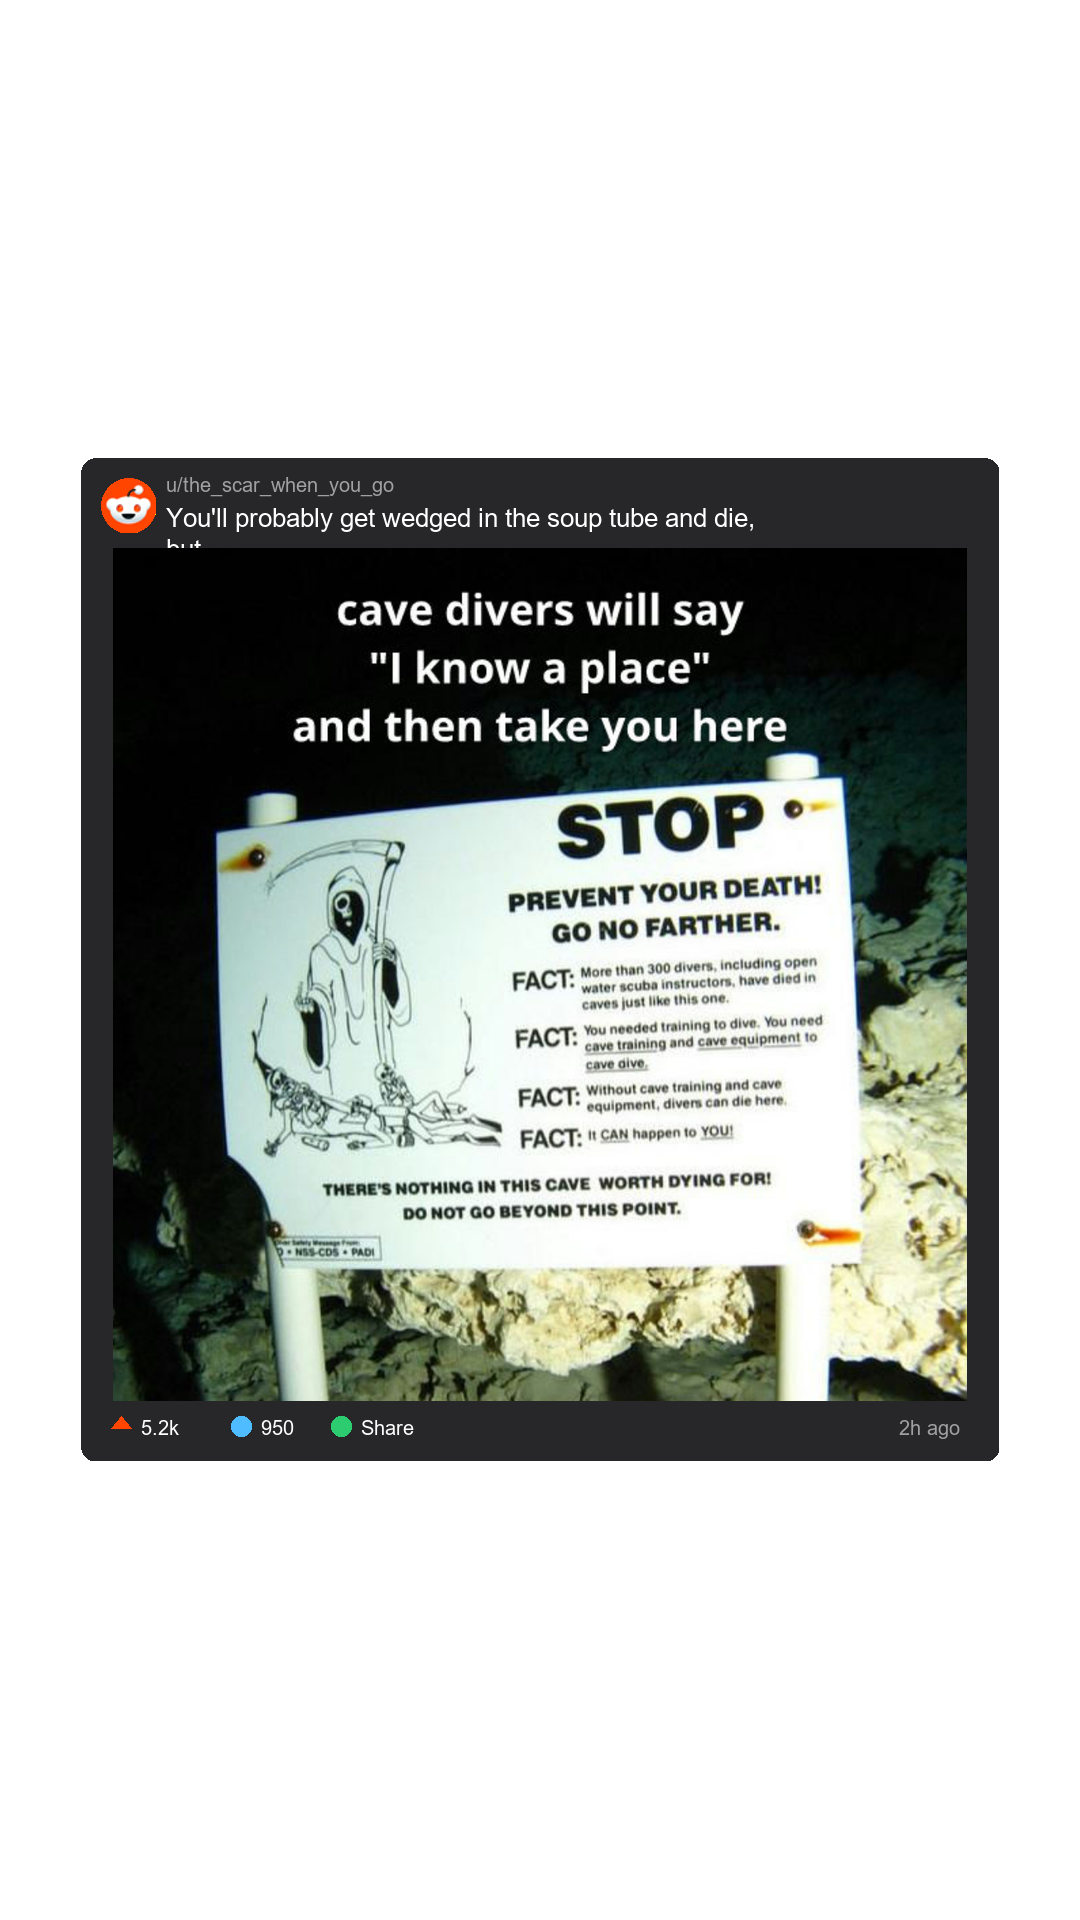 u/the_scar_when_you_go
You'll probably get wedged in the soup tube and die,
but
cave divers will say
"I know a place"
and then take you here
STOP
PREVENT YOUR DEATH!
GO NO FARTHER.
FACT: More than 300 divers, including open
water scuba instructors, have died in
caves just like this one.
FACT: You needed training to dive. You need
cave training and cave equipment to
cave dive.
FACT: Without cave training and cave
equipment, divers can die here.
FACT: It CAN happen to YOU!
THERE'S NOTHING IN THIS CAVE WORTH DYING FOR!
DO NOT GO BEYOND THIS POINT.
Safety Message From:
• NSS-CDS • PADI
5.2k
950
Share
2h ago